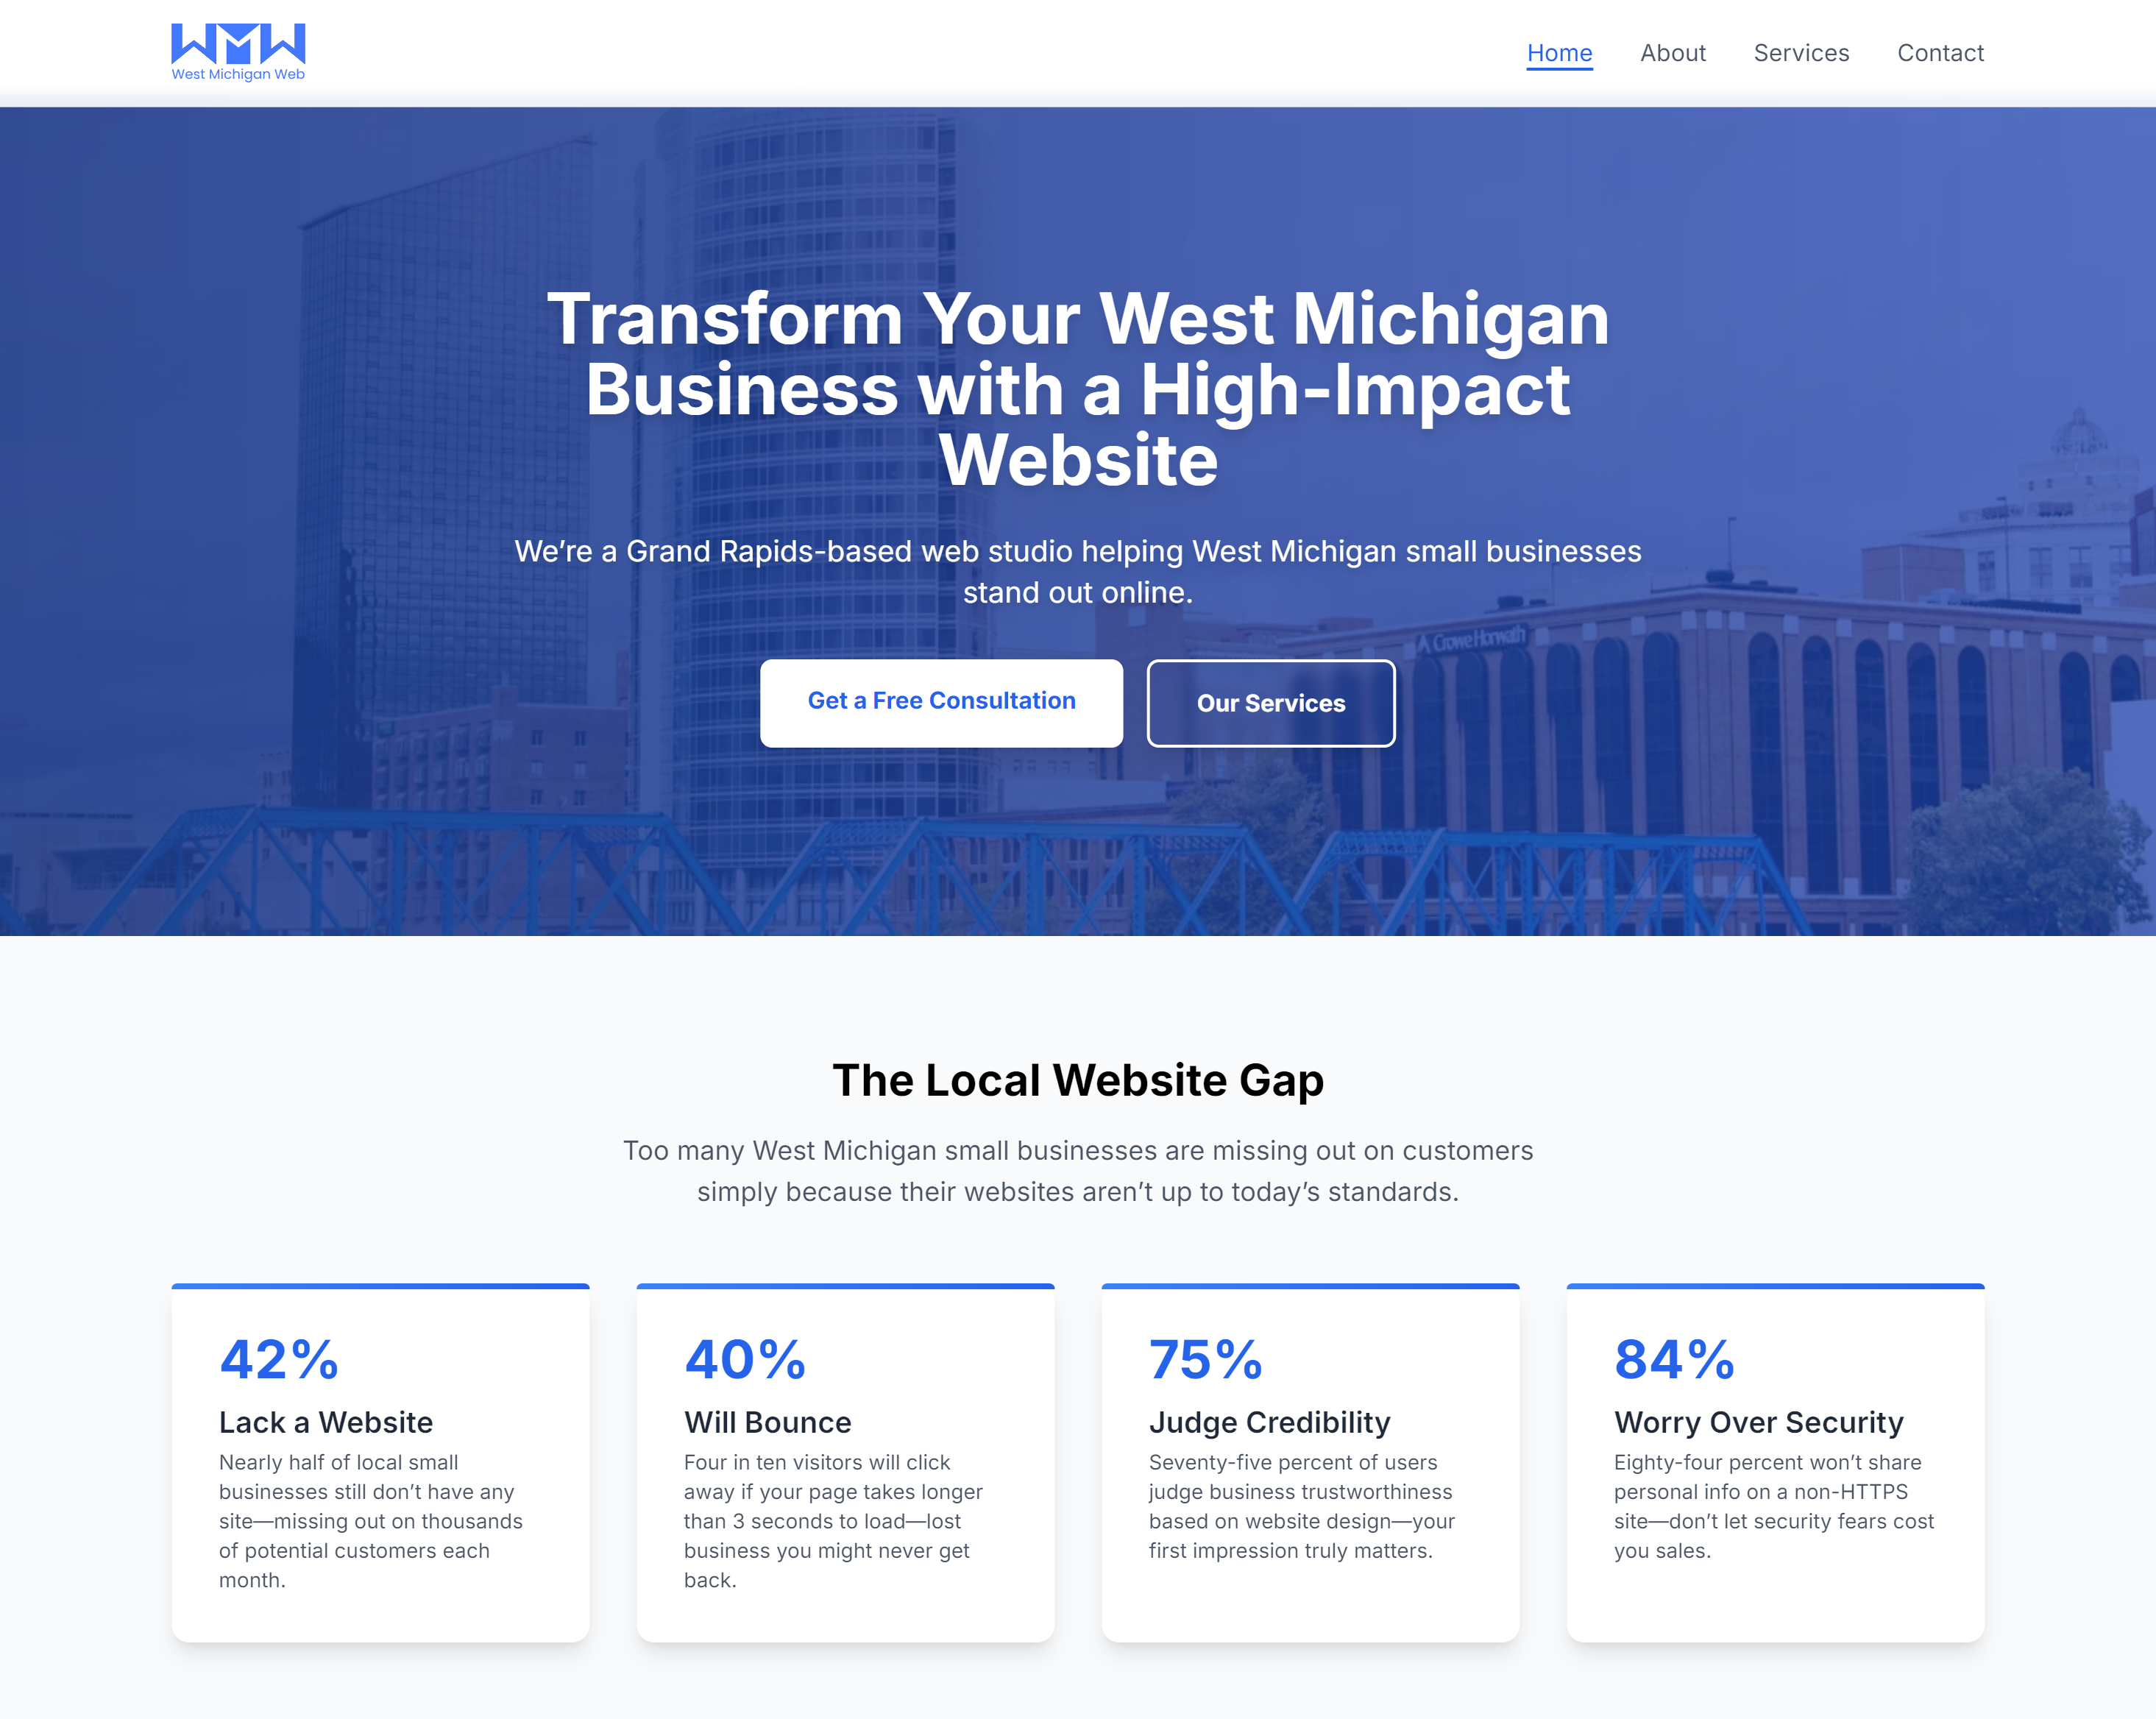 WMW
West Michigan Web
Home About Services Contact
Transform Your West Michigan
Business with a High-Impact
Website
We’re a Grand Rapids-based web studio helping West Michigan small businesses
stand out online.
Crowe Horwath
Get a Free Consultation
Our Services
The Local Website Gap
Too many West Michigan small businesses are missing out on customers
simply because their websites aren’t up to today’s standards.
42%
Lack a Website
Nearly half of local small
businesses still don’t have any
site—missing out on thousands
of potential customers each
month.
40%
Will Bounce
Four in ten visitors will click
away if your page takes longer
than 3 seconds to load—lost
business you might never get
back.
75%
Judge Credibility
Seventy-five percent of users
judge business trustworthiness
based on website design—your
first impression truly matters.
84%
Worry Over Security
Eighty-four percent won’t share
personal info on a non-HTTPS
site—don’t let security fears cost
you sales.